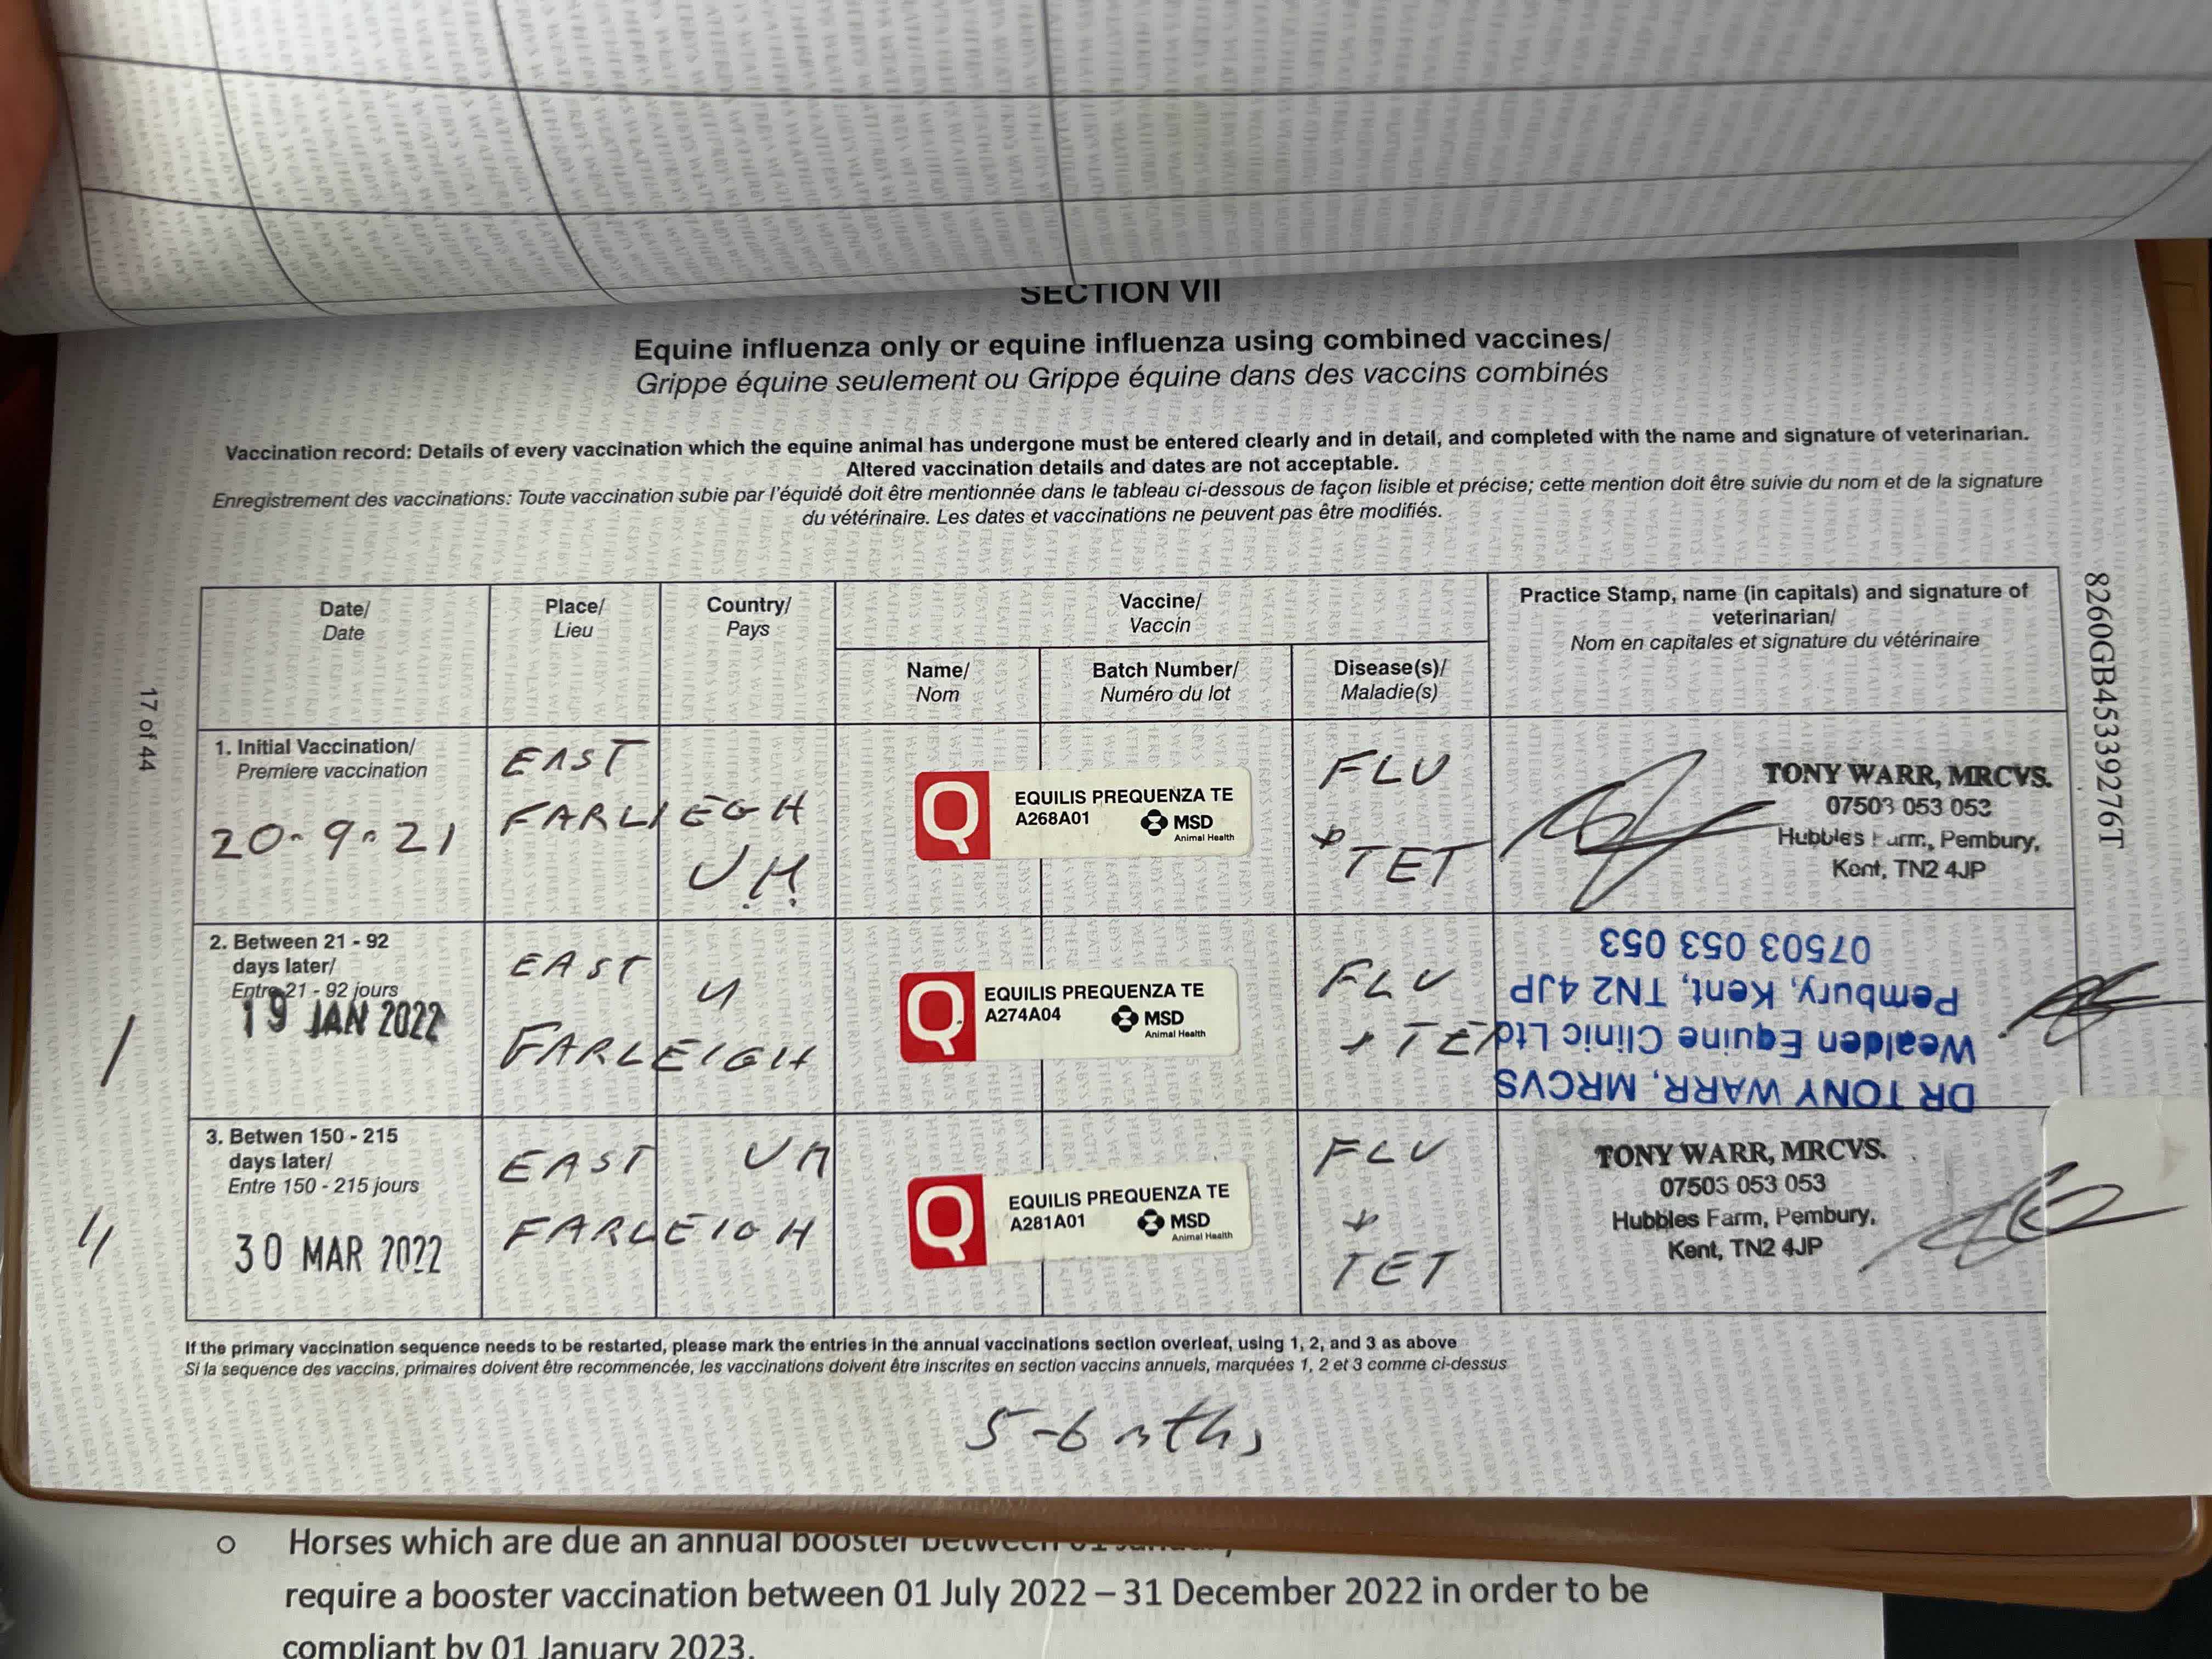 SECTION VII
Equine influenza only or equine influenza using combined vaccines/
Grippe équine seulement ou Grippe équine dans des vaccins combinés
Vaccination record: Details of every vaccination which the equine animal has undergone must be entered clearly and in detail, and completed with the name and signature of veterinarian.
Altered vaccination details and dates are not acceptable.
Enregistrement des vaccinations: Toute vaccination subie par l'équidé doit être mentionnée dans le tableau ci-dessous de façon lisible et précise; cette mention doit être suivie du nom et de la signature
du vétérinaire. Les dates et vaccinations ne peuvent pas être modifiés.
Date/
Date
Place/
Lieu
Country/
Pays
Vaccine/
Vaccin
Name/
Nom
Batch Number/
Numéro du lot
Disease(s)/
Maladie(s)
Practice Stamp, name (in capitals) and signature of
veterinarian/
Nom en capitales et signature du vétérinaire
1. Initial Vaccination/
Premiere vaccination
20-9-21
EAST
FARLIEGH
U.K.
Q
EQUILIS PREQUENZA TE
A268A01
MSD
Animal Health
FLU
+ TET
TONY WARR, MRCVS.
07503 053 053
Hubbles Farm, Pembury,
Kent, TN2 4JP
2. Between 21 - 92
days later/
Entre 21 - 92 jours
19 JAN 2022
EAST
FARLEIGH
Q
EQUILIS PREQUENZA TE
A274A04
MSD
Animal Health
FLU
+ TET
DR TONY WARR, MRCVS
Wealden Equine Clinic Ltd
Pembury, Kent, TN2 4JP
07503 053 053
3. Betwen 150 - 215
days later/
Entre 150 - 215 jours
30 MAR 2022
EAST
FARLEIGH
UK
Q
EQUILIS PREQUENZA TE
A281A01
MSD
Animal Health
FLU
+
TET
TONY WARR, MRCVS.
07503 053 053
Hubbles Farm, Pembury,
Kent, TN2 4JP
If the primary vaccination sequence needs to be restarted, please mark the entries in the annual vaccinations section overleaf, using 1, 2, and 3 as above
Si la sequence des vaccins, primaires doivent être recommencée, les vaccinations doivent être inscrites en section vaccins annuels, marquées 1, 2 et 3 comme ci-dessus
5-6 mths
17 of 44
8260GB45339276T
Horses which are due an annual booster between 01
require a booster vaccination between 01 July 2022 – 31 December 2022 in order to be
compliant by 01 January 2023.